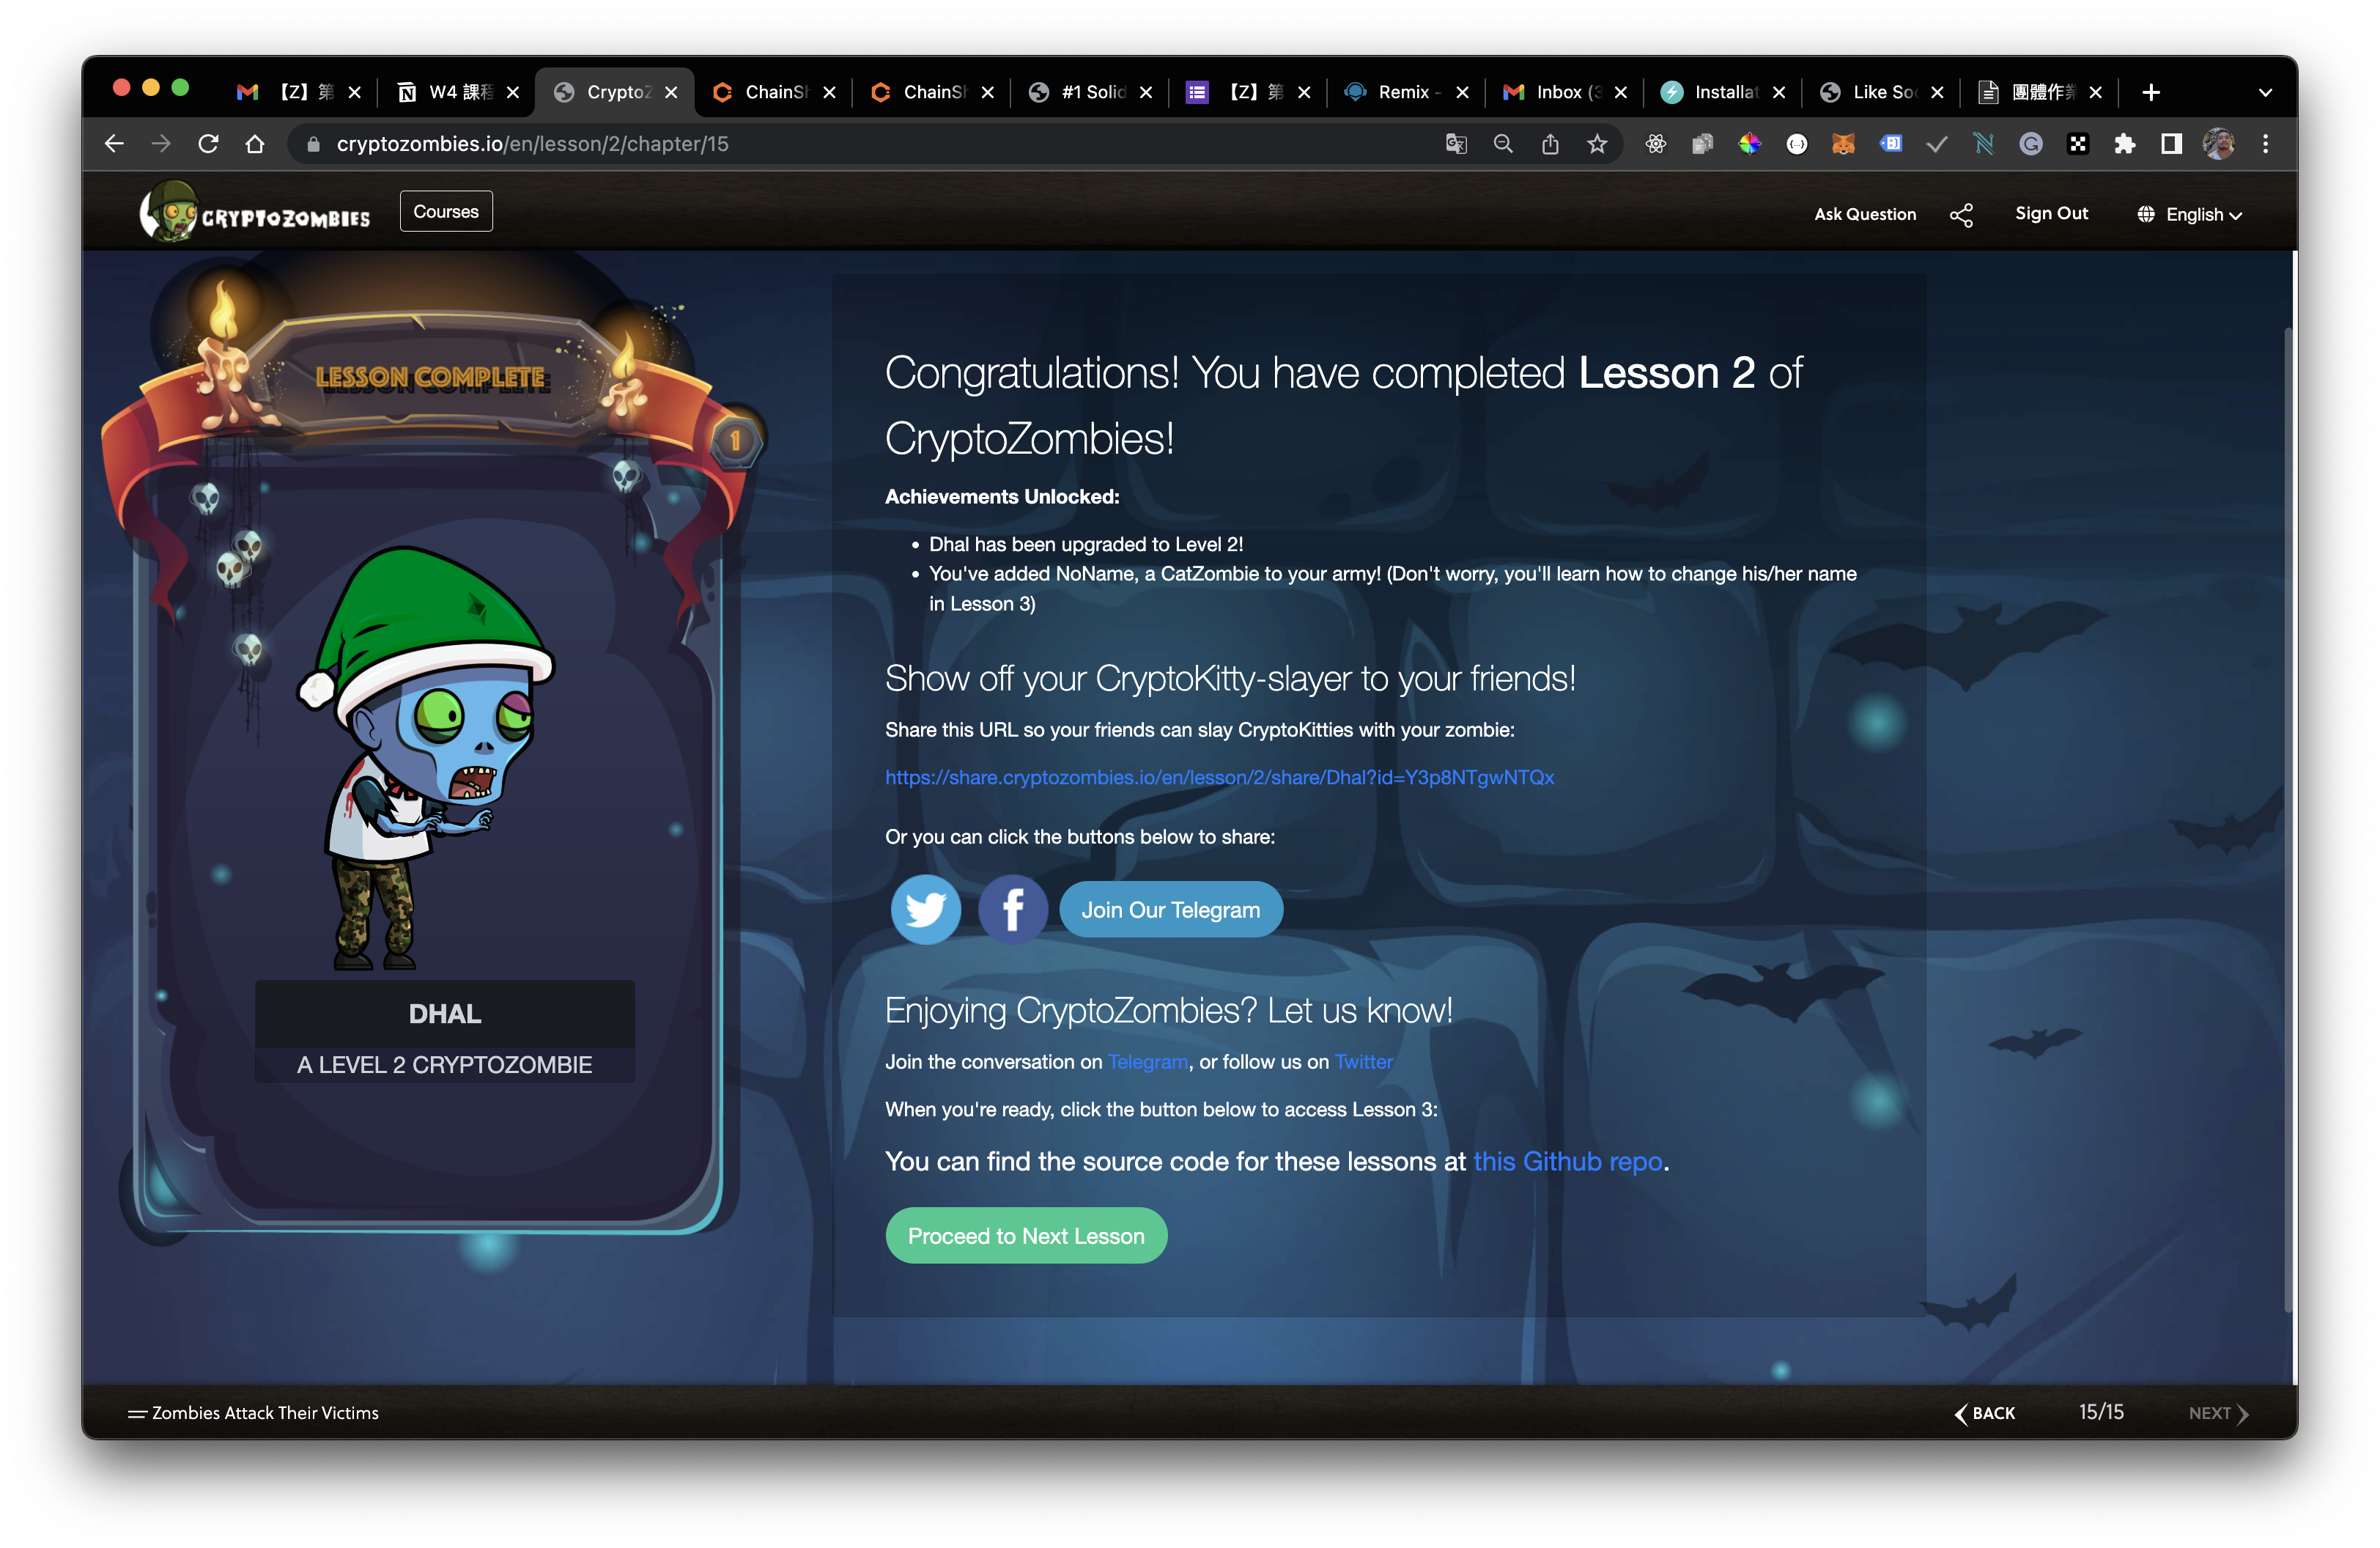 【Z】第
W4 課程
CryptoZ
ChainSh
ChainSh
#1 Solid
【Z】第
Remix -
Inbox (3
Installat
Like Soc
團體作業
cryptozombies.io/en/lesson/2/chapter/15
CRYPTOZOMBIES
Courses
Ask Question
Sign Out
English
LESSON COMPLETE
1
DHAL
A LEVEL 2 CRYPTOZOMBIE
Congratulations! You have completed Lesson 2 of
CryptoZombies!
Achievements Unlocked:
• Dhal has been upgraded to Level 2!
• You've added NoName, a CatZombie to your army! (Don't worry, you'll learn how to change his/her name
in Lesson 3)
Show off your CryptoKitty-slayer to your friends!
Share this URL so your friends can slay CryptoKitties with your zombie:
https://share.cryptozombies.io/en/lesson/2/share/Dhal?id=Y3p8NTgwNTQx
Or you can click the buttons below to share:
Join Our Telegram
Enjoying CryptoZombies? Let us know!
Join the conversation on Telegram, or follow us on Twitter
When you're ready, click the button below to access Lesson 3:
You can find the source code for these lessons at this Github repo.
Proceed to Next Lesson
Zombies Attack Their Victims
BACK
15/15
NEXT